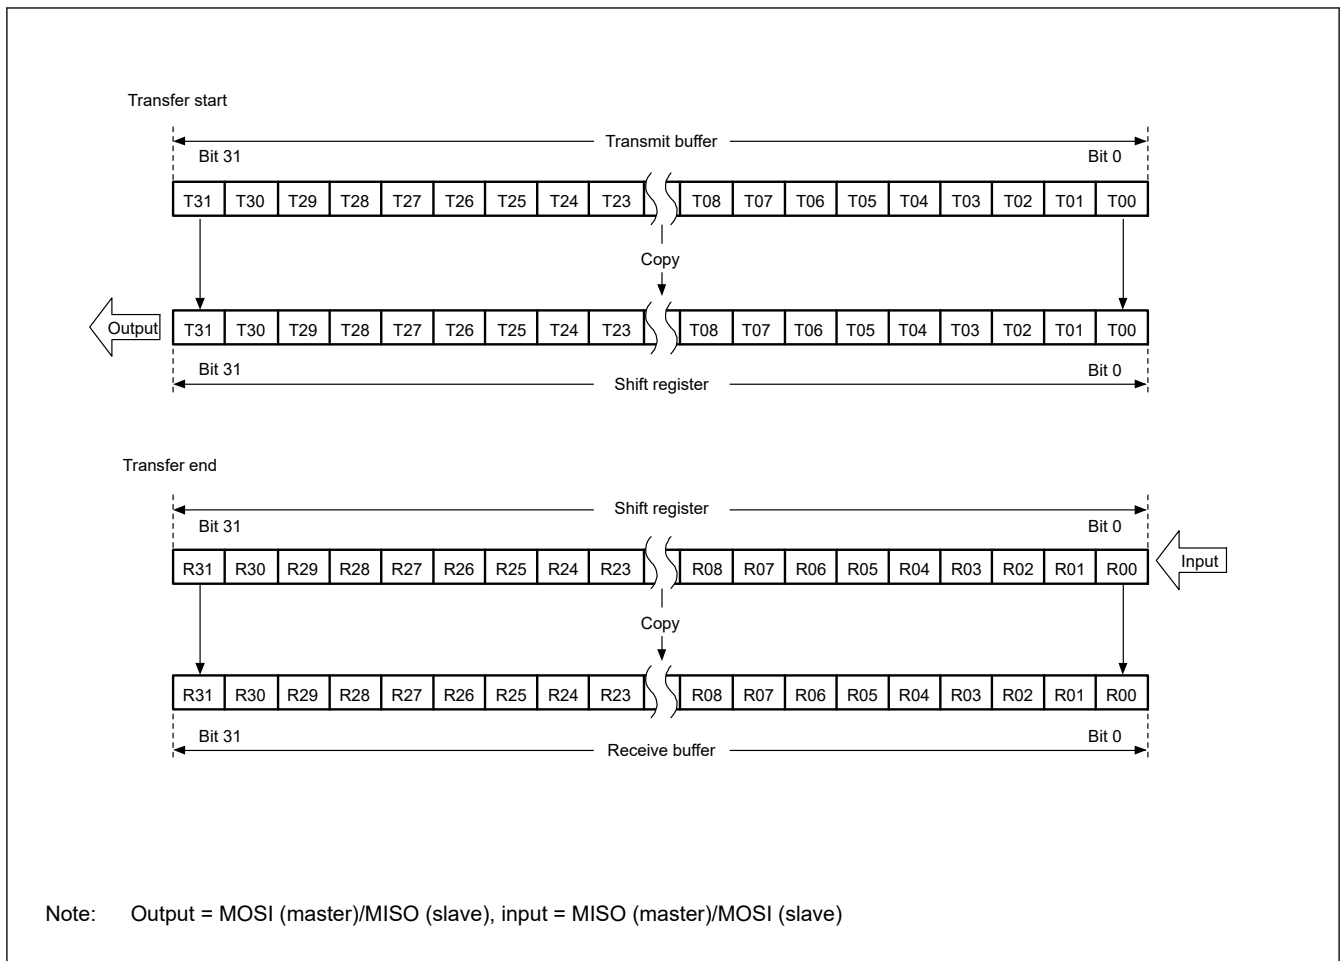 Transfer start
Transmit buffer
Bit 31 Bit 0
T31 T30 T29 T28 T27 T26 T25 T24 T23 T08 T07 T06 T05 T04 T03 T02 T01 T00
Copy
Output T31 T30 T29 T28 T27 T26 T25 T24 T23 T08 T07 T06 T05 T04 T03 T02 T01 T00
Bit 31 Bit 0
Shift register
Transfer end
Shift register
Bit 31 Bit 0
R31 R30 R29 R28 R27 R26 R25 R24 R23 R08 R07 R06 R05 R04 R03 R02 R01 R00 Input
Copy
R31 R30 R29 R28 R27 R26 R25 R24 R23 R08 R07 R06 R05 R04 R03 R02 R01 R00
Bit 31 Bit 0
Receive buffer
Note: Output = MOSI (master)/MISO (slave), input = MISO (master)/MOSI (slave)